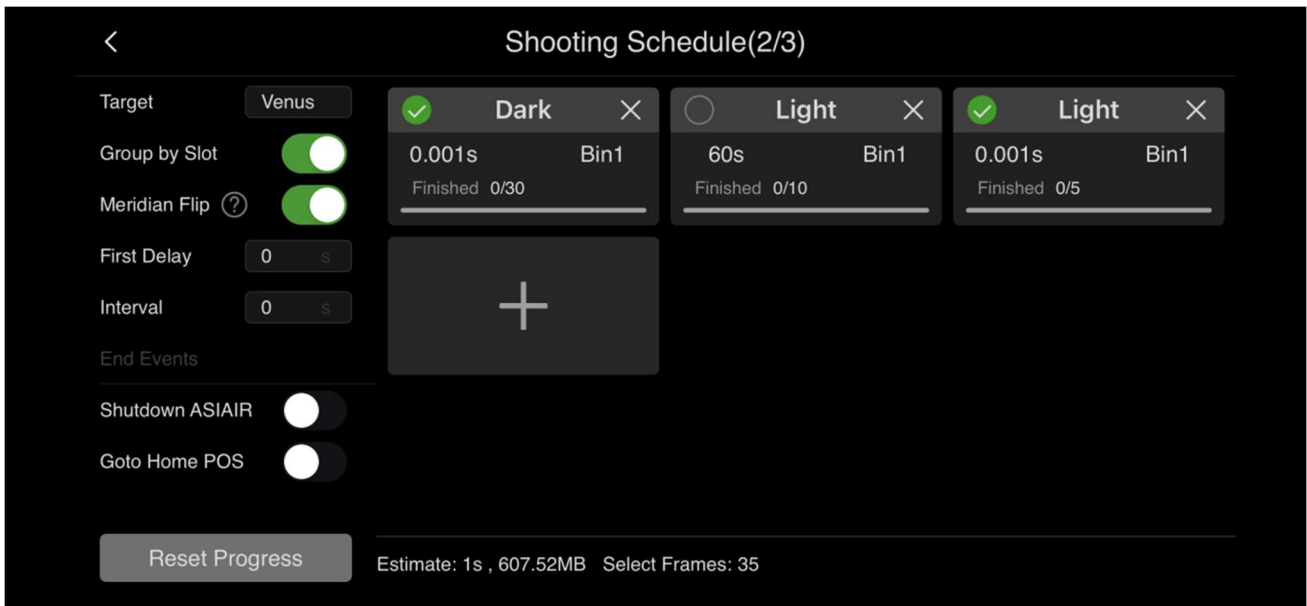 Shooting Schedule(2/3)
Target Venus
Group by Slot
Meridian Flip ?
First Delay 0 s
Interval 0 s
End Events
Shutdown ASIAIR
Goto Home POS
Reset Progress
Dark
0.001s Bin1
Finished 0/30
Light
60s Bin1
Finished 0/10
Light
0.001s Bin1
Finished 0/5
Estimate: 1s , 607.52MB Select Frames: 35